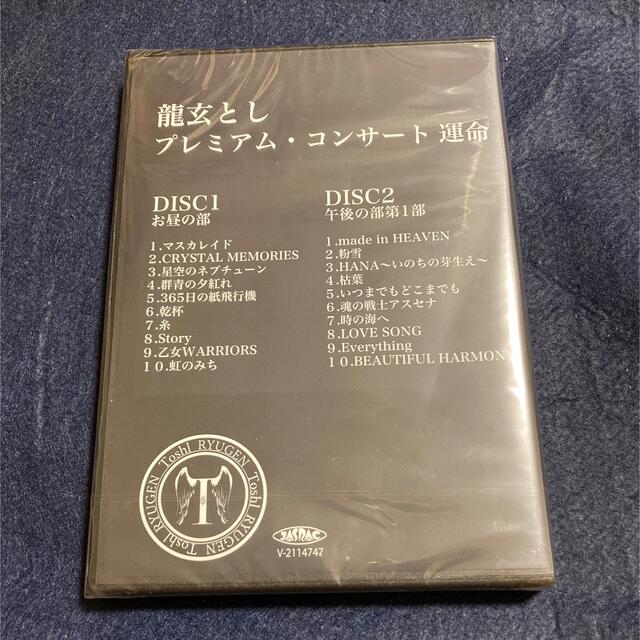 龍玄とし
プレミアム・コンサート 運命
DISC1
お昼の部
1.マスカレイド
2.CRYSTAL MEMORIES
3.星空のネプチューン
4.群青の夕紅れ
5.365日の紙飛行機
6.乾杯
7.糸
8.Story
9.乙女WARRIORS
10.虹のみち
DISC2
午後の部第1部
1.made in HEAVEN
2.粉雪
3.HANA〜いのちの芽生え〜
4.枯葉
5.いつまでもどこまでも
6.魂の戦士アスセナ
7.時の海へ
8.LOVE SONG
9.Everything
10.BEAUTIFUL HARMON
Toshl RYUGEN Toshl RYUGEN Toshl RYUGEN
T
JASRAC
V-2114747